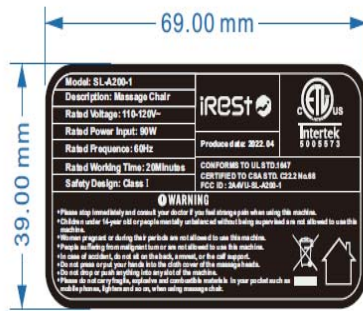 69.00 mm
39.00 mm
Model: SL-A200-1
Description: Massage Chair
Rated Voltage: 110-120V~
Rated Power Input: 90W
Rated Frequence: 60Hz
Rated Working Time: 20Minutes
Safety Design: Class I
iRest
Produce date: 2022.04
ETL
C US
Intertek
5005573
CONFORMS TO UL STD.1647
CERTIFIED TO CSA STD. C22.2 No.68
FCC ID: 2A4VU-SL-A200-1
WARNING
*Please stop immediately and consult your doctor if you feel strange pain when using this machine.
*Children under 14-year old or people mentally unbalanced without being supervised are not allowed to use this
machine.
*Women pregnant or during their periods are not allowed to use this machine.
*People suffering from malignant tumor are not allowed to use this machine.
*In case of accident, do not sit on the back, armrest, or the calf support.
*Do not press or put your hands into the cloth cover of the massage heads.
*Do not drop or push anything into any slot of the machine.
*Please do not carry fragile, explosive and combustible materials in your pocket such as
mobile phones, lighters and so on, when using massage chair.